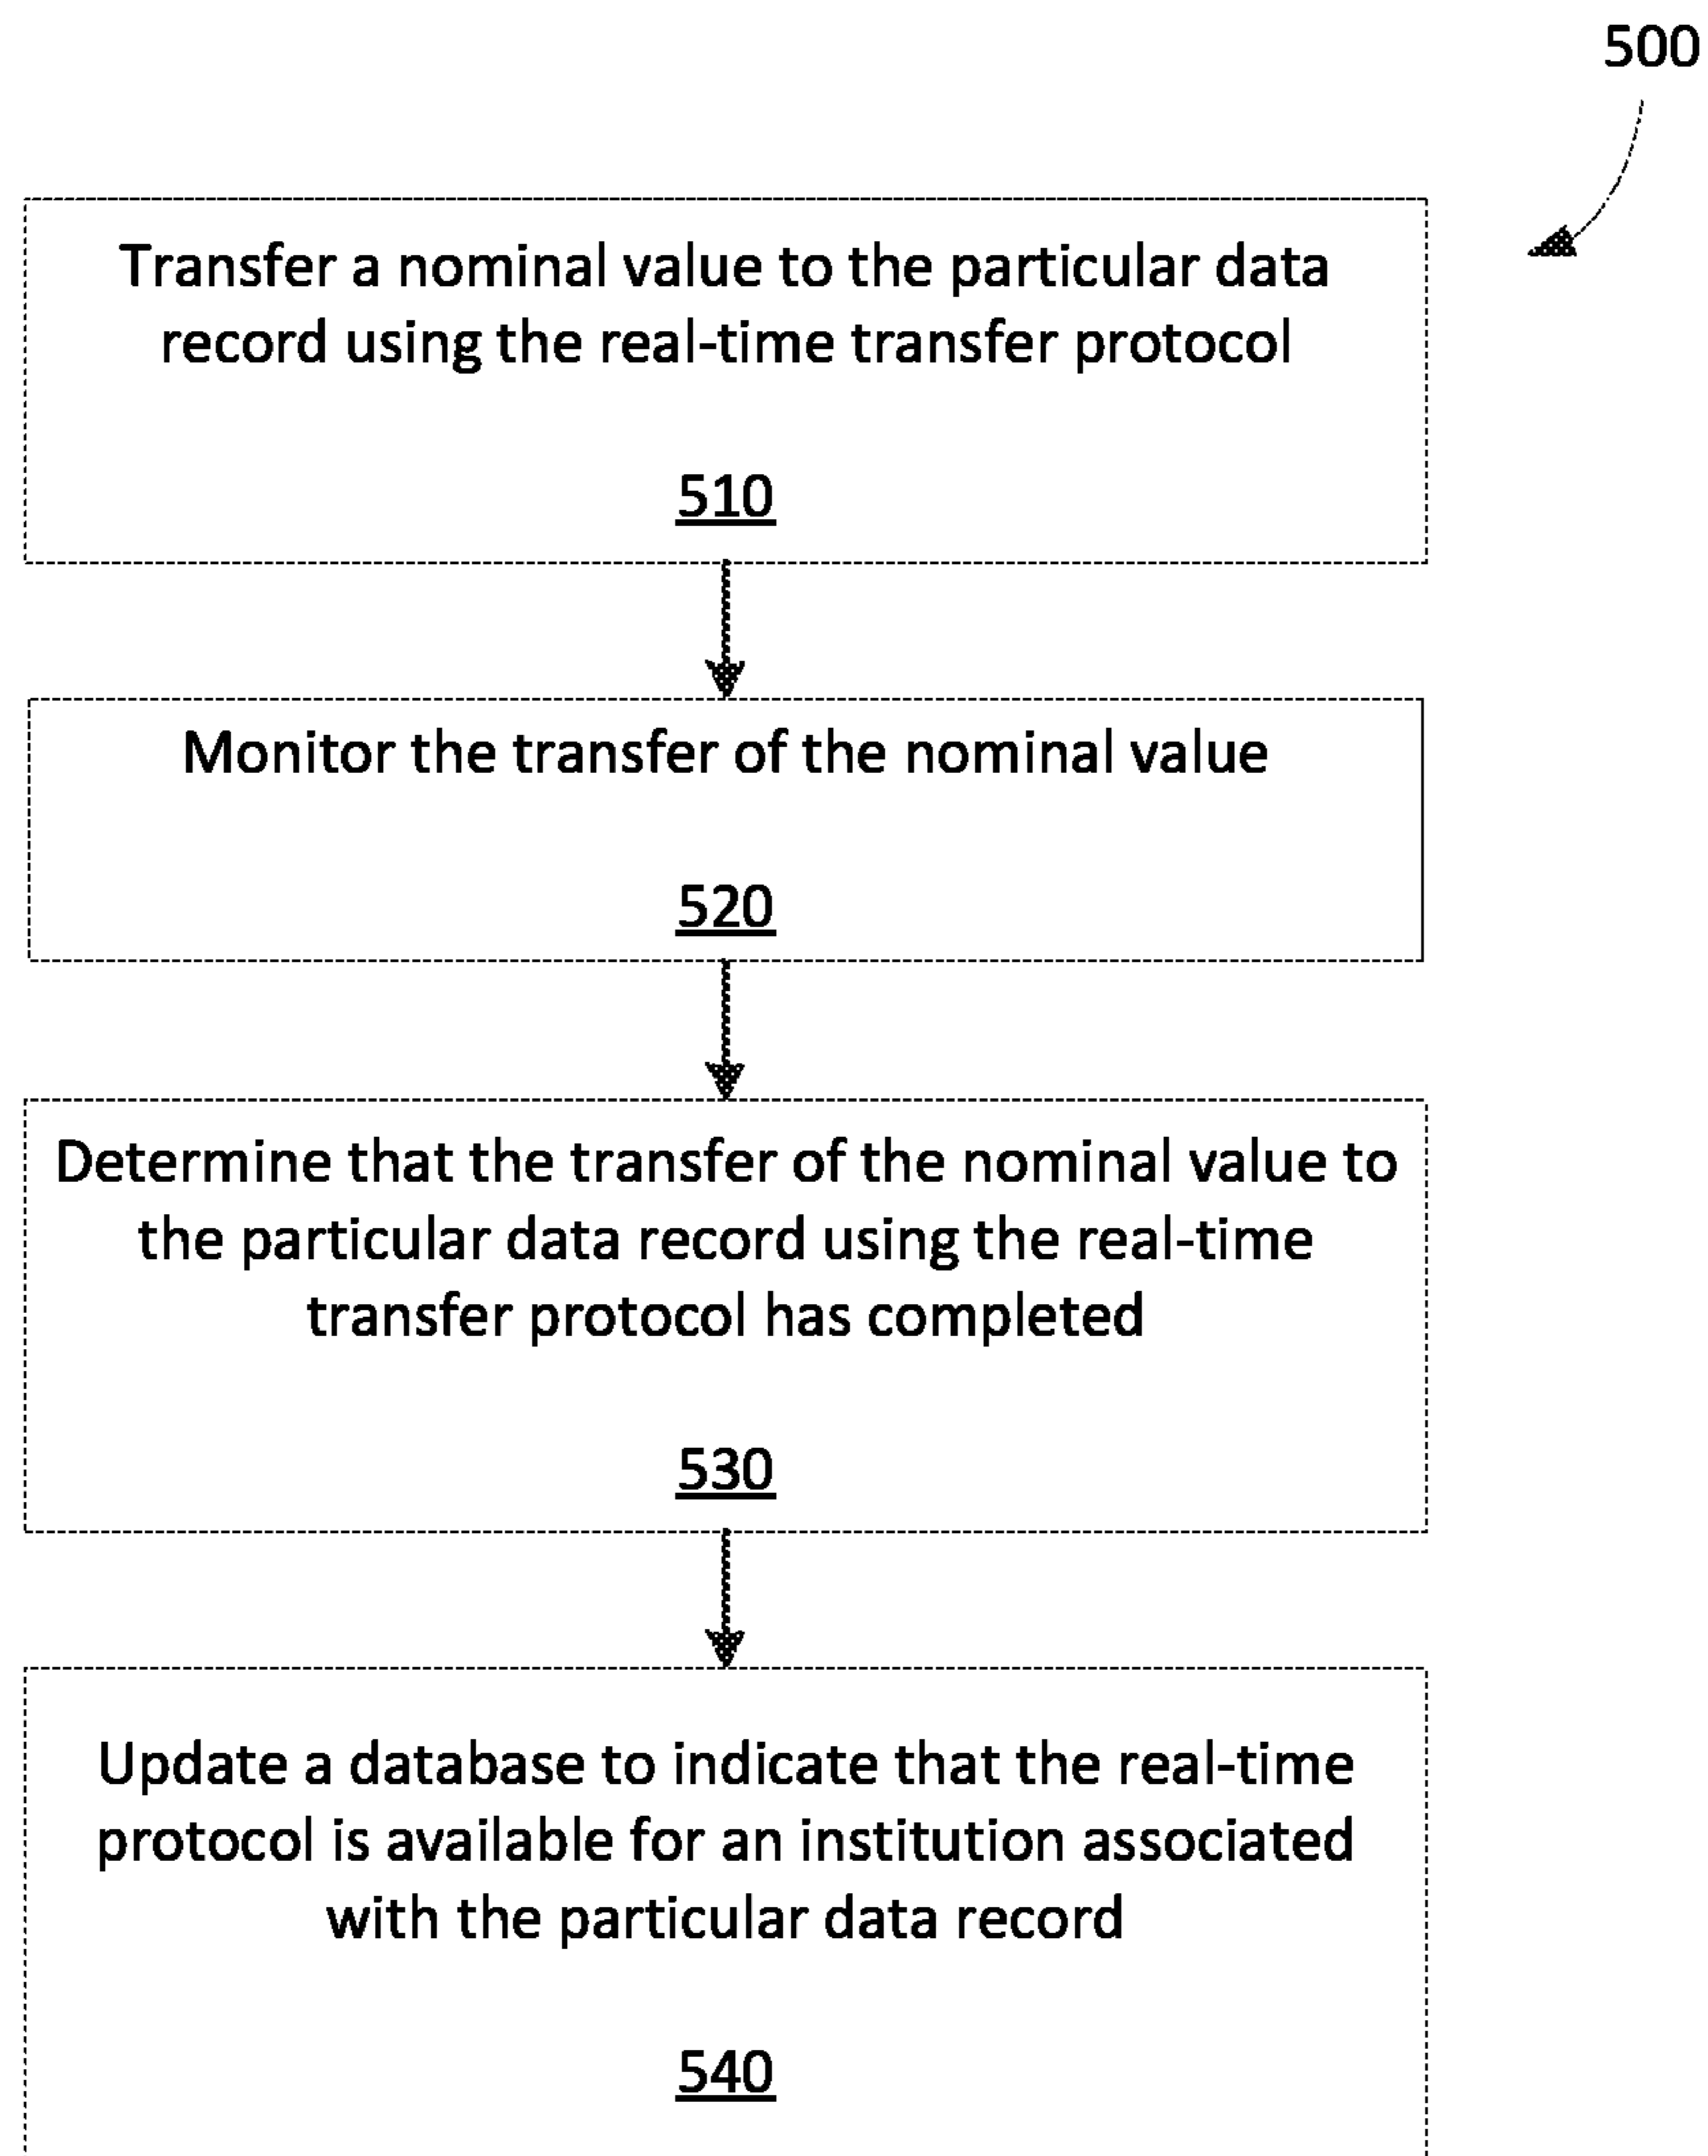 500
Transfer a nominal value to the particular data
record using the real-time transfer protocol
510
Monitor the transfer of the nominal value
520
Determine that the transfer of the nominal value to
the particular data record using the real-time
transfer protocol has completed
530
Update a database to indicate that the real-time
protocol is available for an institution associated
with the particular data record
540